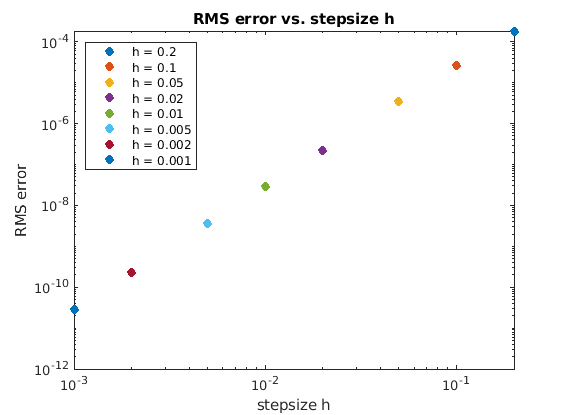 RMS error vs. stepsize h
h = 0.2
h = 0.1
h = 0.05
h = 0.02
h = 0.01
h = 0.005
h = 0.002
h = 0.001
RMS error
10^-4
10^-6
10^-8
10^-10
10^-12
10^-3
10^-2
10^-1
stepsize h